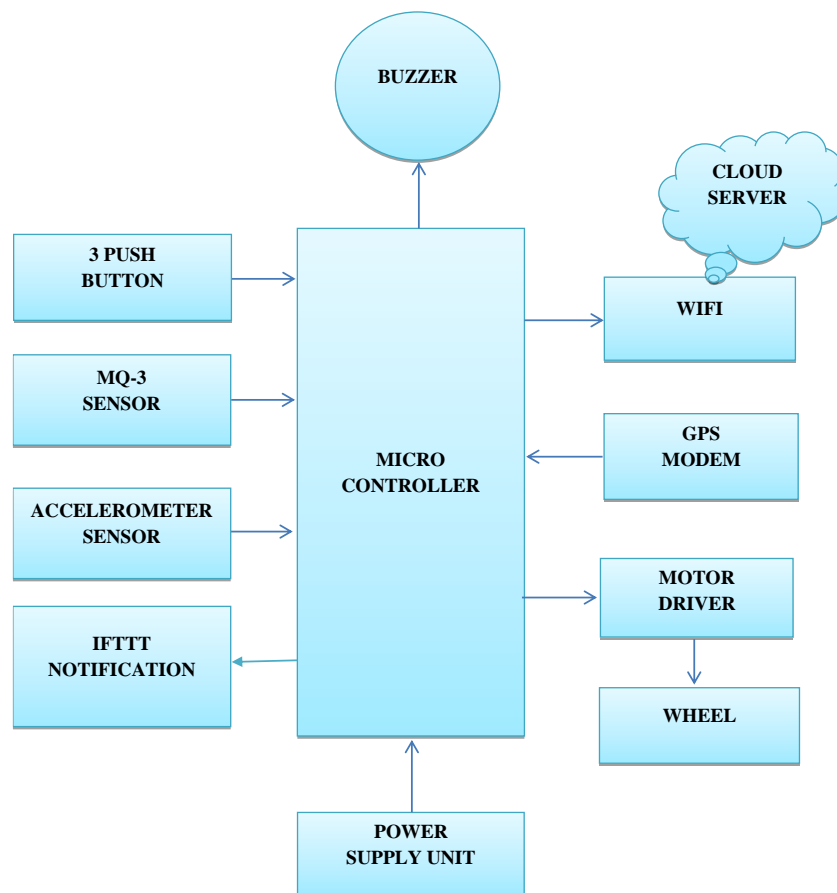 BUZZER
CLOUD
SERVER
3 PUSH
BUTTON
WIFI
MQ-3
SENSOR
GPS
MODEM
MICRO
CONTROLLER
ACCELEROMETER
SENSOR
MOTOR
DRIVER
IFTTT
NOTIFICATION
WHEEL
POWER
SUPPLY UNIT